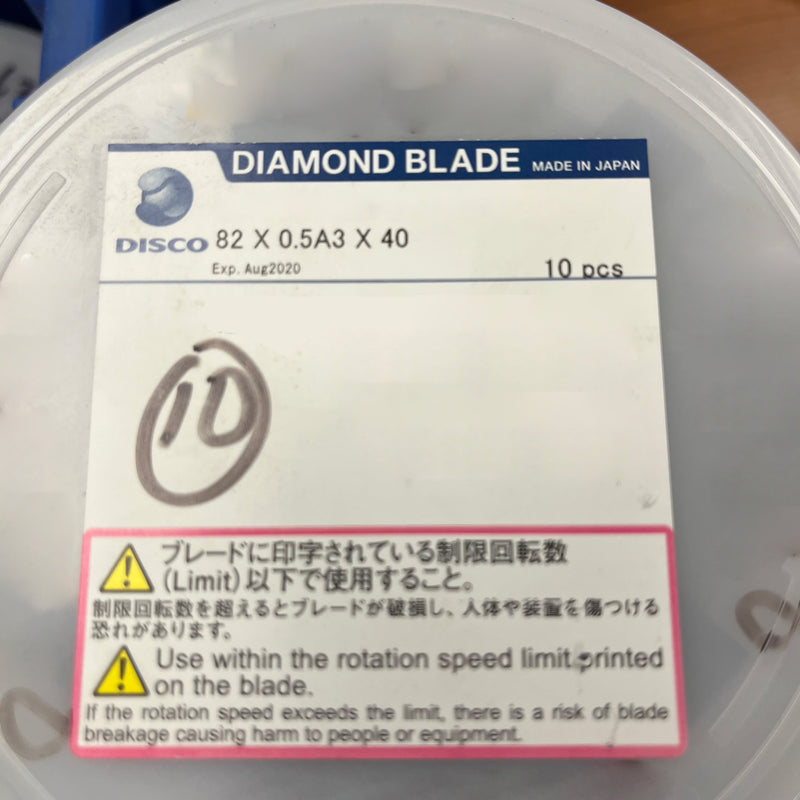 DIAMOND BLADE MADE IN JAPAN
DISCO 82 X 0.5A3 X 40
Exp. Aug2020 10 pcs
10
ブレードに印字されている制限回転数
(Limit)以下で使用すること。
制限回転数を超えるとブレードが破損し、人体や装置を傷つける
恐れがあります。
Use within the rotation speed limit printed
on the blade.
If the rotation speed exceeds the limit, there is a risk of blade
breakage causing harm to people or equipment.